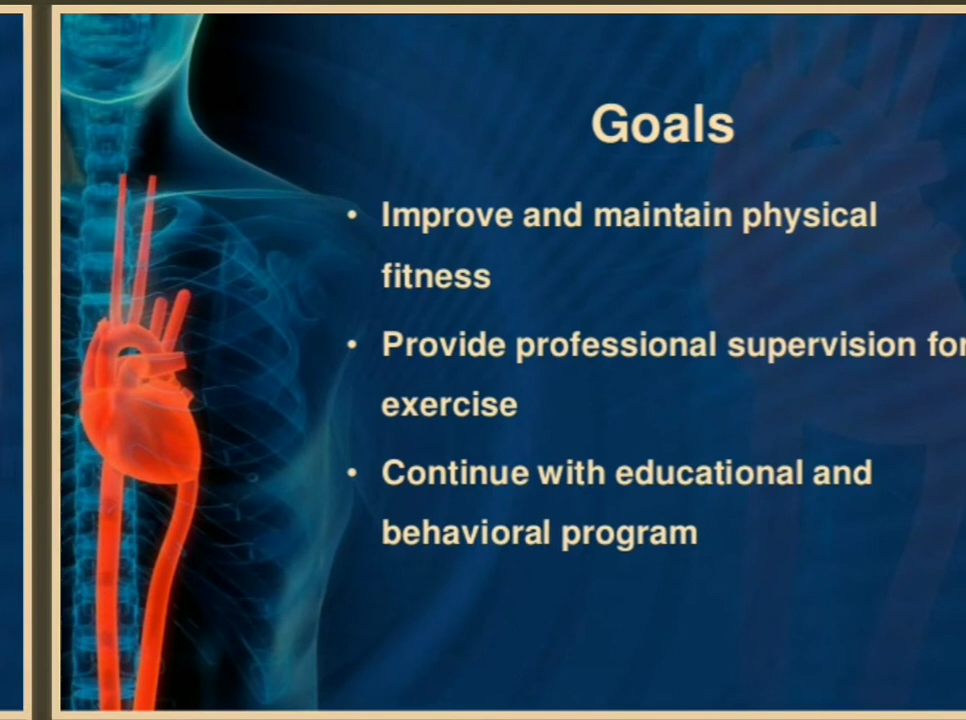 Goals
• Improve and maintain physical
fitness
• Provide professional supervision for
exercise
• Continue with educational and
behavioral program